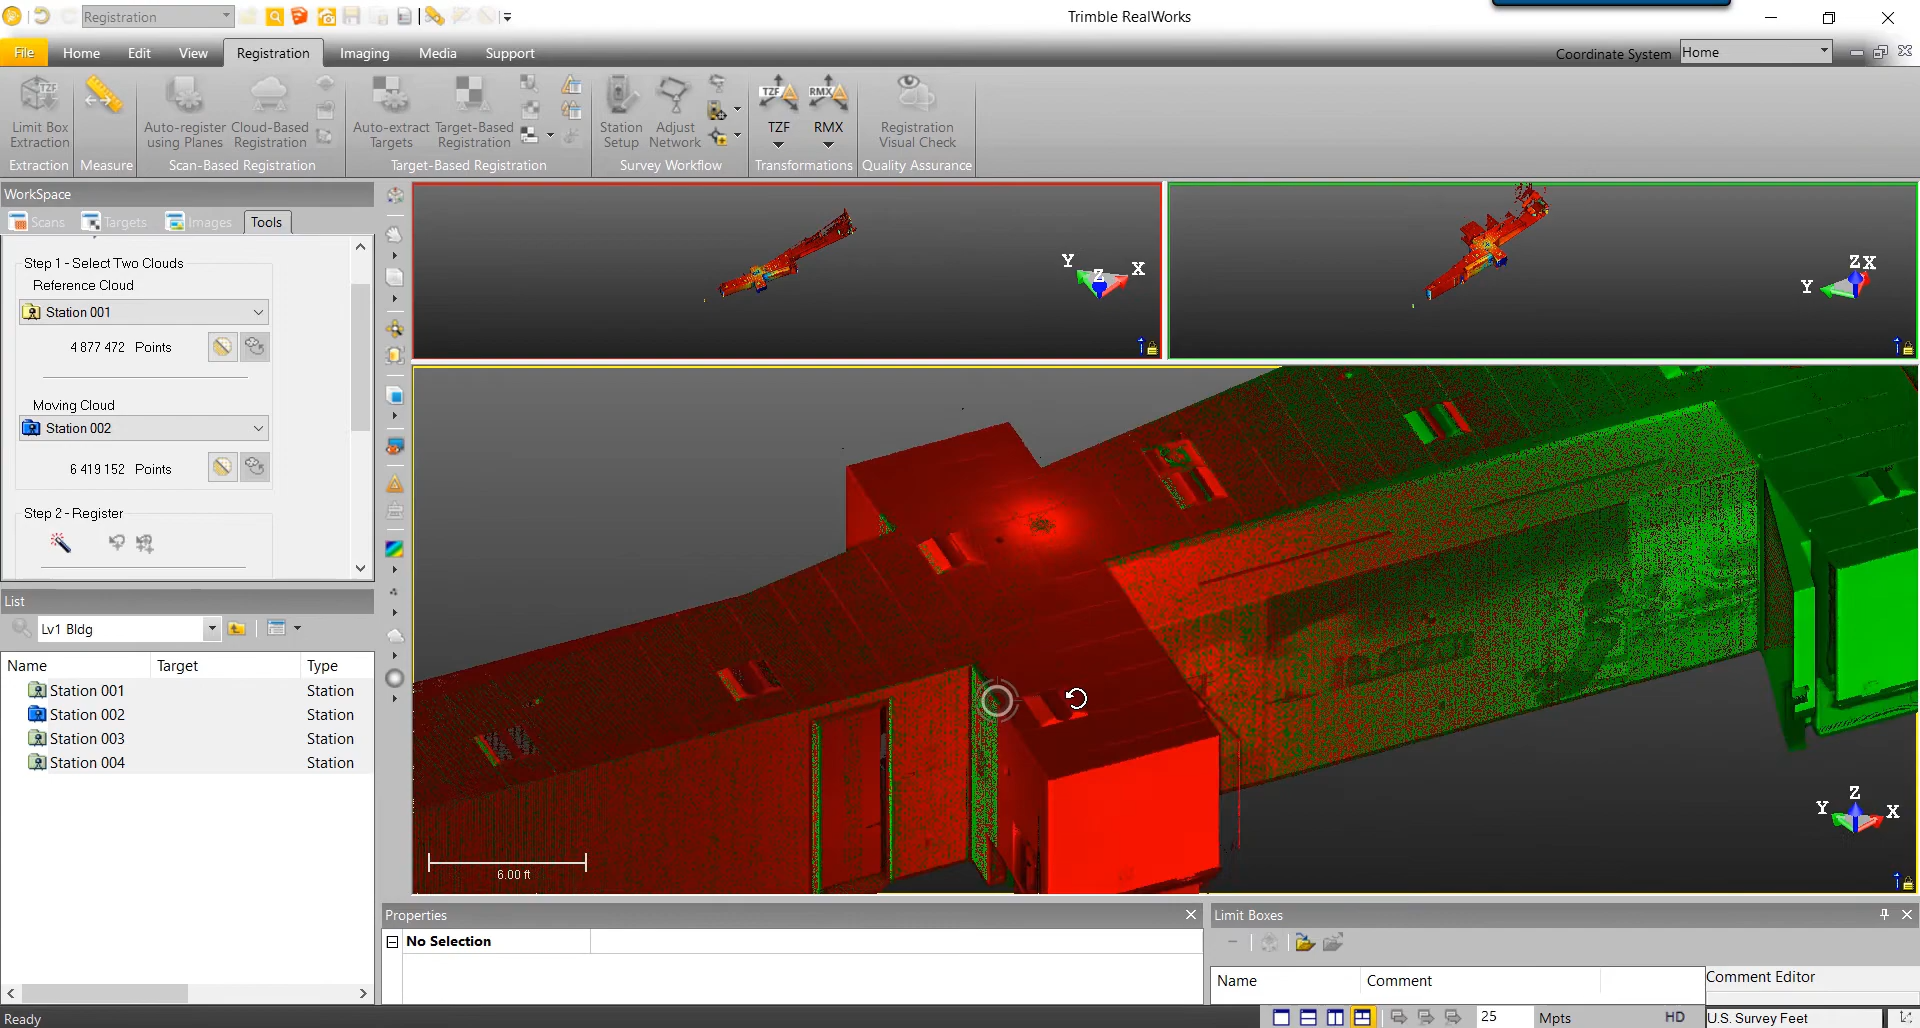 Registration
Trimble RealWorks
File
Home
Edit
View
Registration
Imaging
Media
Support
Coordinate System
Home
TZF
Limit Box
Extraction
Auto-register
using Planes
Cloud-Based
Registration
Auto-extract
Targets
Target-Based
Registration
Station
Setup
Adjust
Network
TZF
TZF
RMX
RMX
Registration
Visual Check
Extraction
Measure
Scan-Based Registration
Target-Based Registration
Survey Workflow
Transformations
Quality Assurance
WorkSpace
Scans
Targets
Images
Tools
Step 1 - Select Two Clouds
Reference Cloud
Station 001
4 877 472 Points
Moving Cloud
Station 002
6 419 152 Points
Step 2 - Register
Y
Z
X
Y
Z
X
List
Lv1 Bldg
Name
Target
Type
Station 001
Station
Station 002
Station
Station 003
Station
Station 004
Station
6.00 ft
Z
Y
X
Properties
No Selection
Limit Boxes
Name
Comment
Comment Editor
Ready
25
Mpts
HD
U.S. Survey Feet